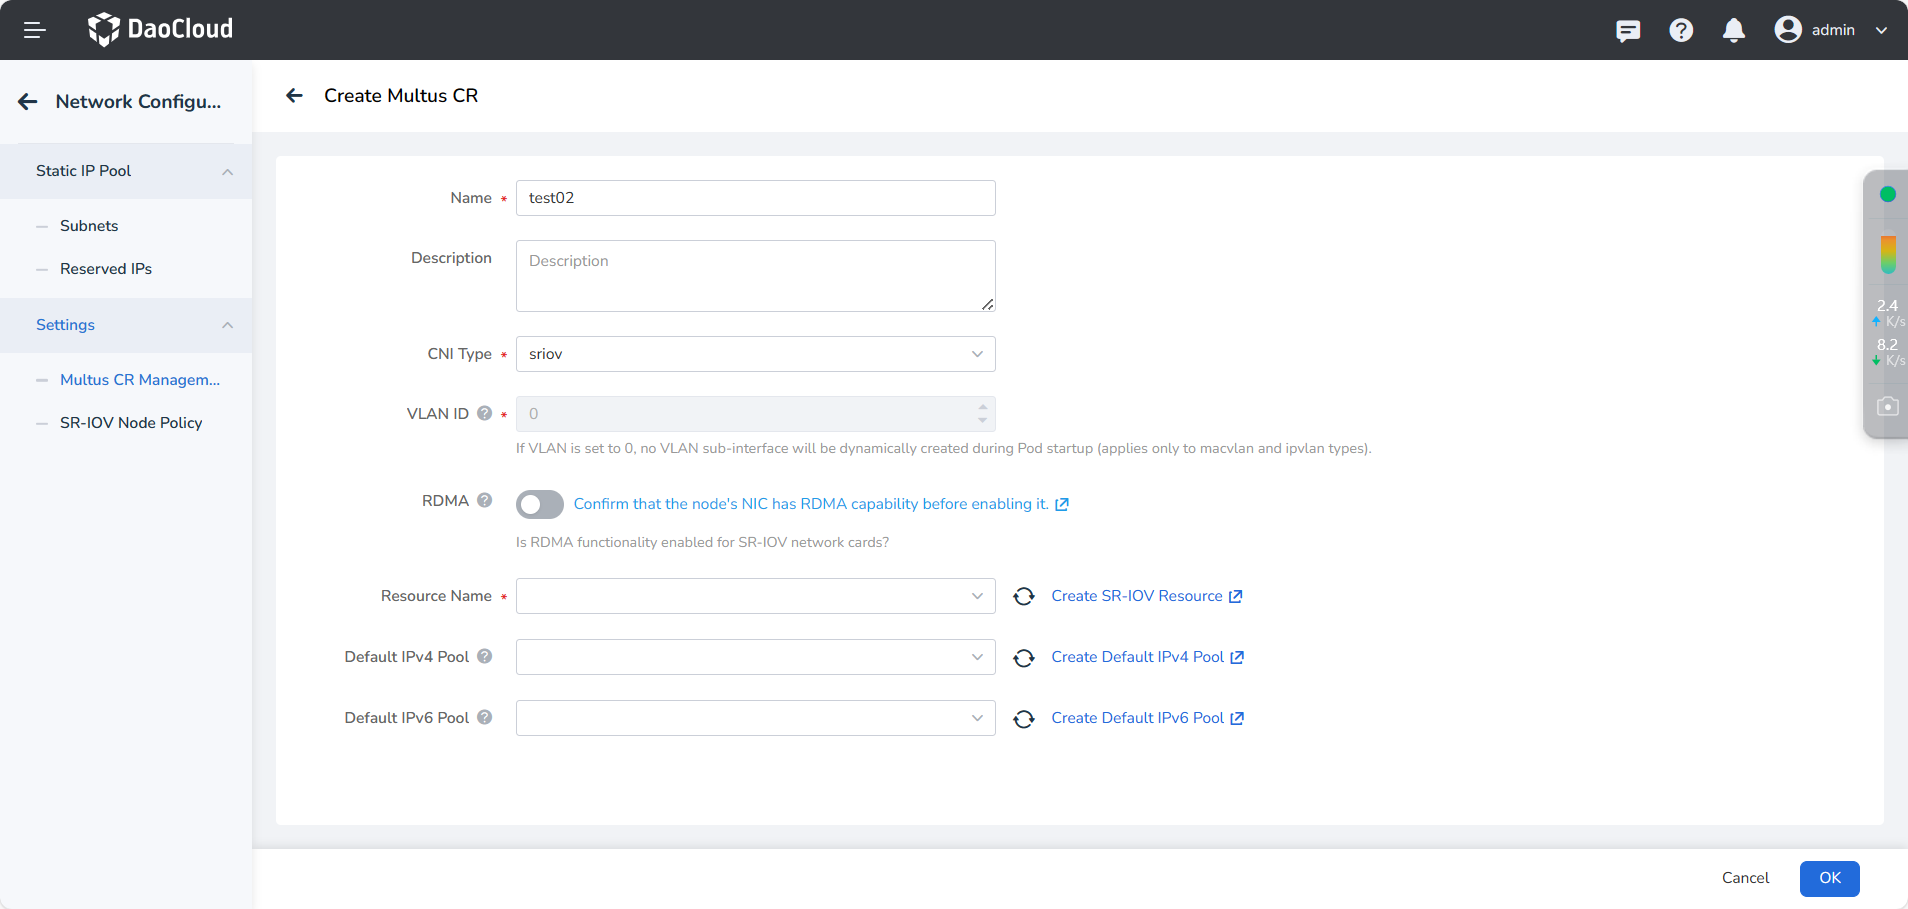 DaoCloud
admin
Network Configu...
Create Multus CR
Static IP Pool
Subnets
Reserved IPs
Settings
Multus CR Managem...
SR-IOV Node Policy
Name * test02
Description Description
CNI Type * sriov
VLAN ID ? * 0
If VLAN is set to 0, no VLAN sub-interface will be dynamically created during Pod startup (applies only to macvlan and ipvlan types).
RDMA ? Confirm that the node's NIC has RDMA capability before enabling it.
Is RDMA functionality enabled for SR-IOV network cards?
Resource Name * Create SR-IOV Resource
Default IPv4 Pool ? Create Default IPv4 Pool
Default IPv6 Pool ? Create Default IPv6 Pool
2.4
K/s
8.2
K/s
Cancel OK